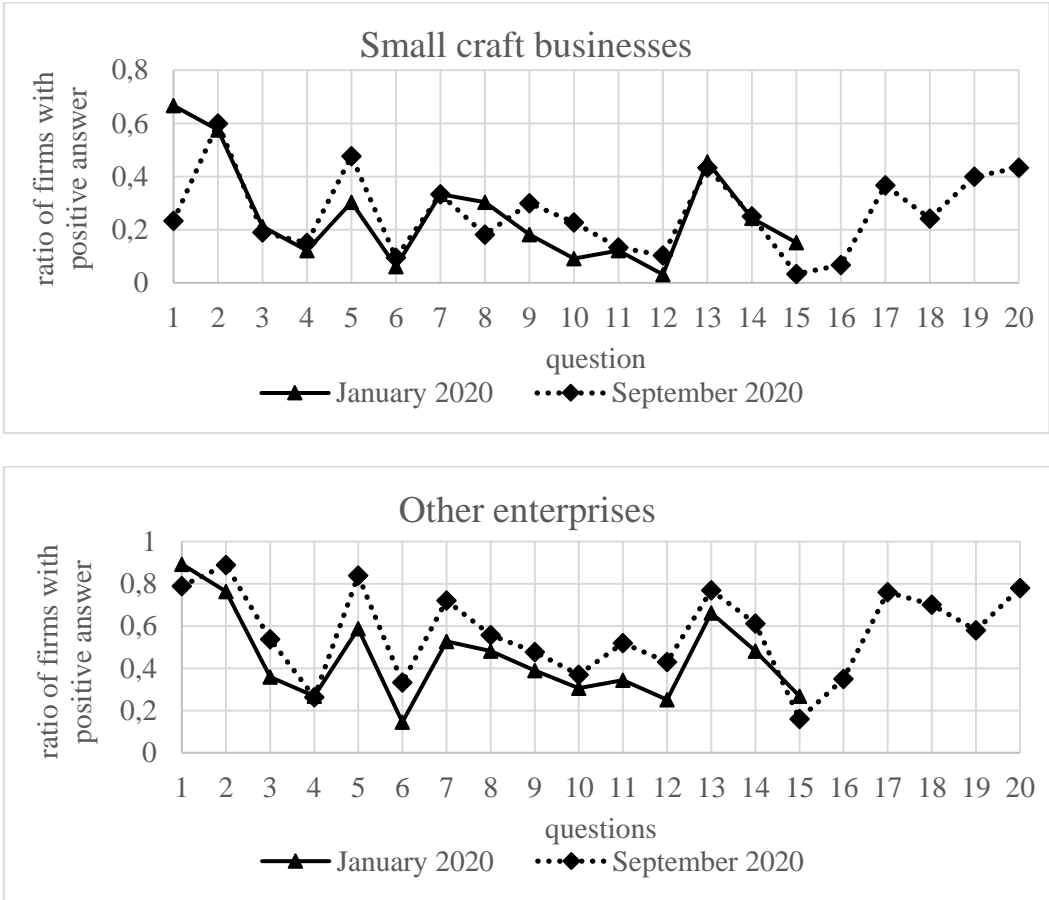 Small craft businesses
ratio of firms with
positive answer
0,8
0,6
0,4
0,2
0
1 2 3 4 5 6 7 8 9 10 11 12 13 14 15 16 17 18 19 20
question
January 2020 September 2020
Other enterprises
ratio of firms with
positive answer
1
0,8
0,6
0,4
0,2
0
1 2 3 4 5 6 7 8 9 10 11 12 13 14 15 16 17 18 19 20
questions
January 2020 September 2020